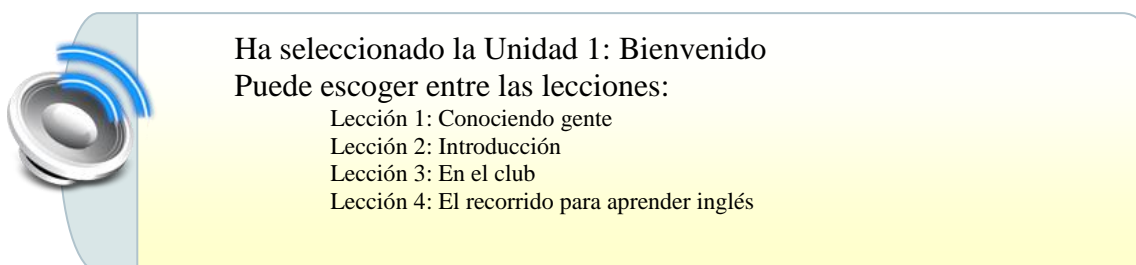 Ha seleccionado la Unidad 1: Bienvenido
Puede escoger entre las lecciones:
Lección 1: Conociendo gente
Lección 2: Introducción
Lección 3: En el club
Lección 4: El recorrido para aprender inglés